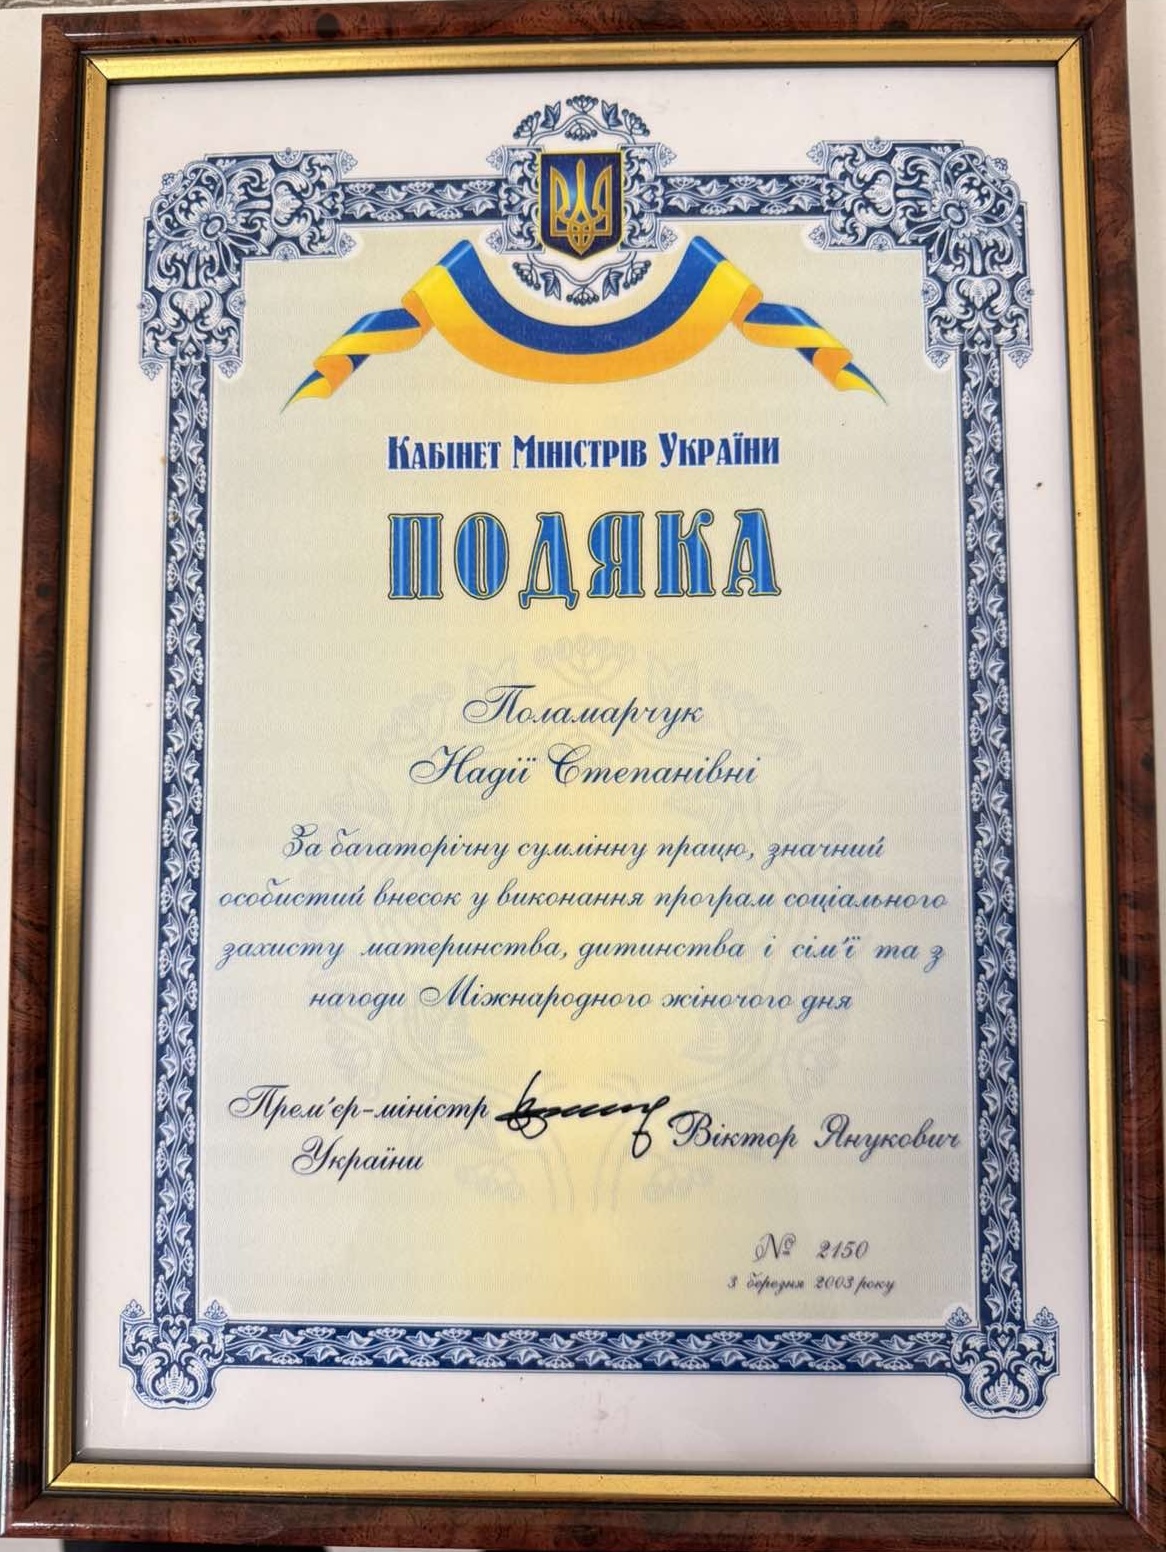 Кабінет Міністрів України
ПОДЯКА
Поламарчук
Надії Степанівні
За багаторічну сумлінну працю, значний
особистий внесок у виконання програм соціального
захисту материнства, дитинства і сім'ї та з
нагоди Міжнародного жіночого дня
Прем'єр-міністр
України
Віктор Янукович
№ 2150
3 березня 2003 року